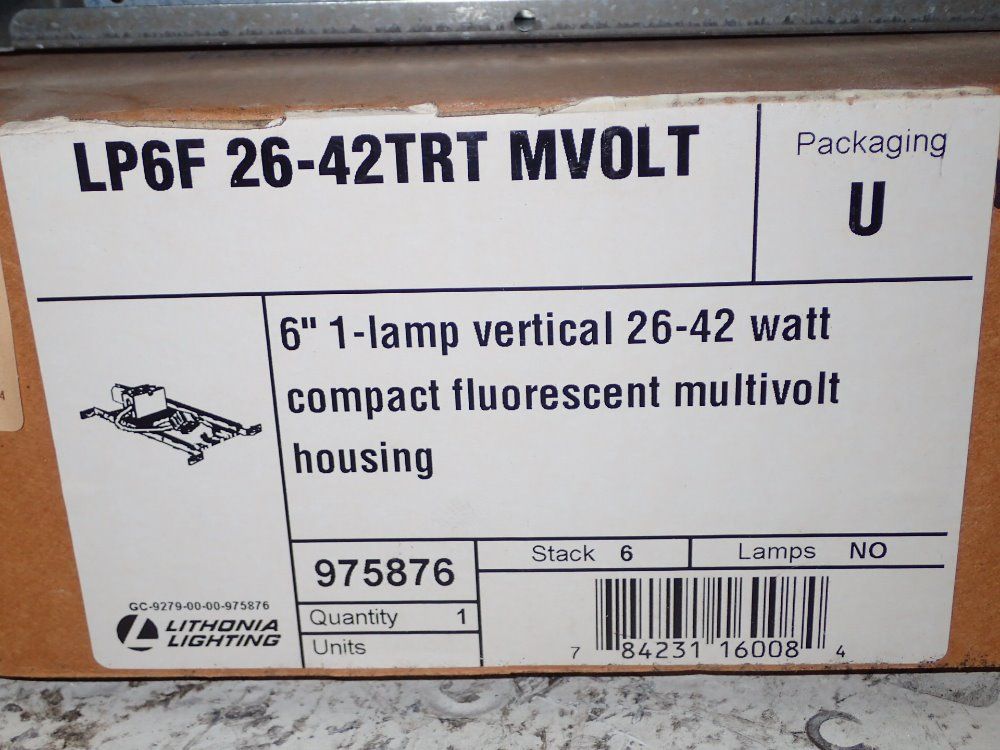 LP6F 26-42TRT MVOLT
Packaging
U
6" 1-lamp vertical 26-42 watt
compact fluorescent multivolt
housing
975876
Stack 6
Lamps NO
Quantity 1
Units
GC-9279-00-00-975876
LITHONIA
LIGHTING
7 84231 16008 4
4